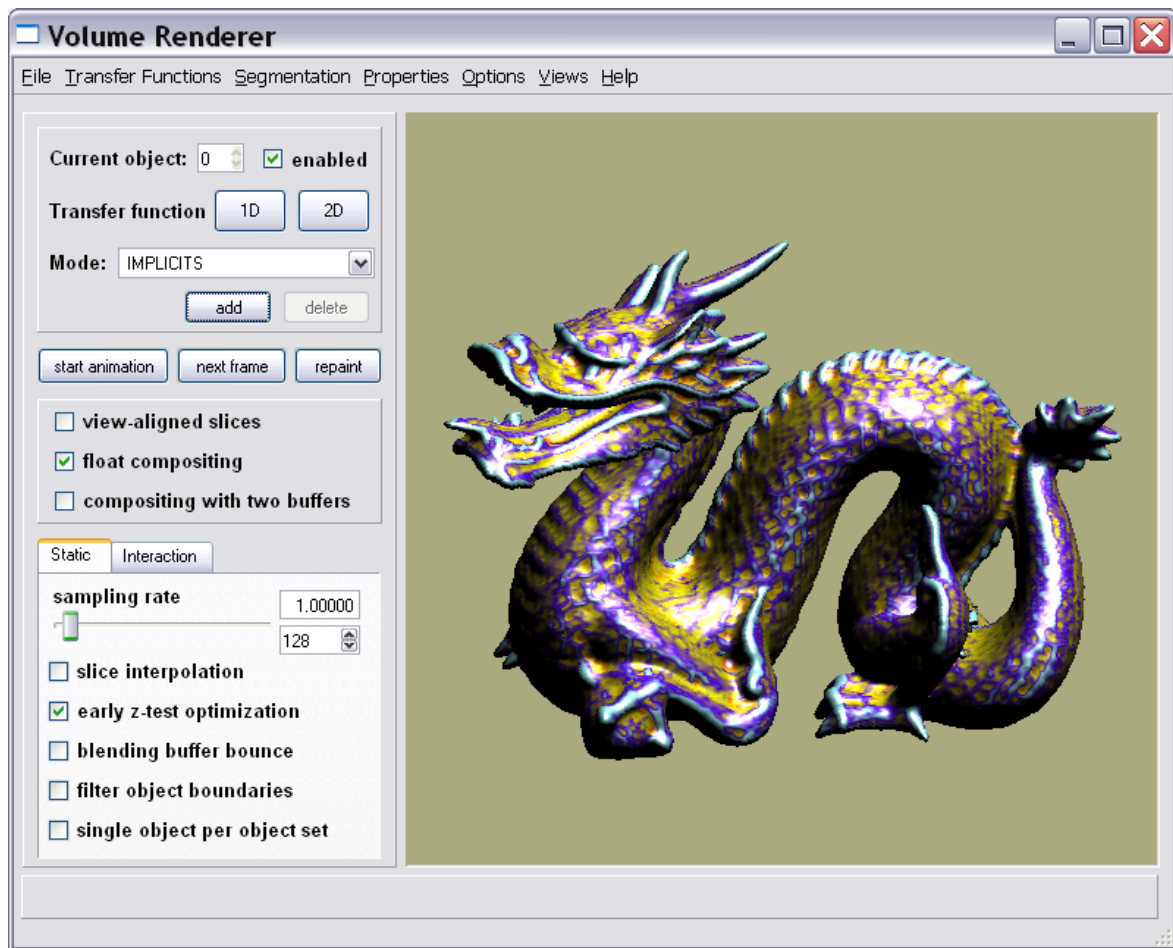 Volume Renderer
File Transfer Functions Segmentation Properties Options Views Help
Current object: 0 enabled
Transfer function 1D 2D
Mode: IMPLICITS
add delete
start animation next frame repaint
view-aligned slices
float compositing
compositing with two buffers
Static Interaction
sampling rate 1.00000
128
slice interpolation
early z-test optimization
blending buffer bounce
filter object boundaries
single object per object set